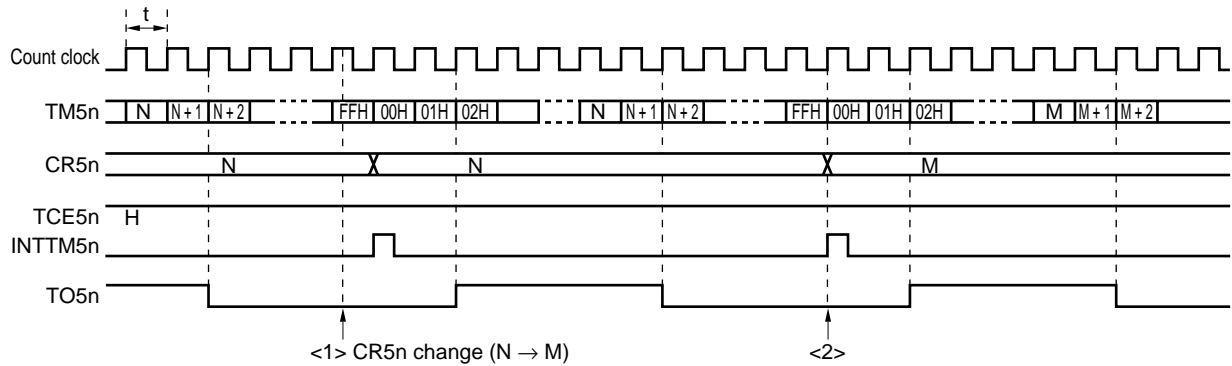 t
Count clock
TM5n N N + 1 N + 2 FFH 00H 01H 02H N N + 1 N + 2 FFH 00H 01H 02H M M + 1 M + 2
CR5n N N M
TCE5n H
INTTM5n
TO5n
<1> CR5n change (N → M) <2>